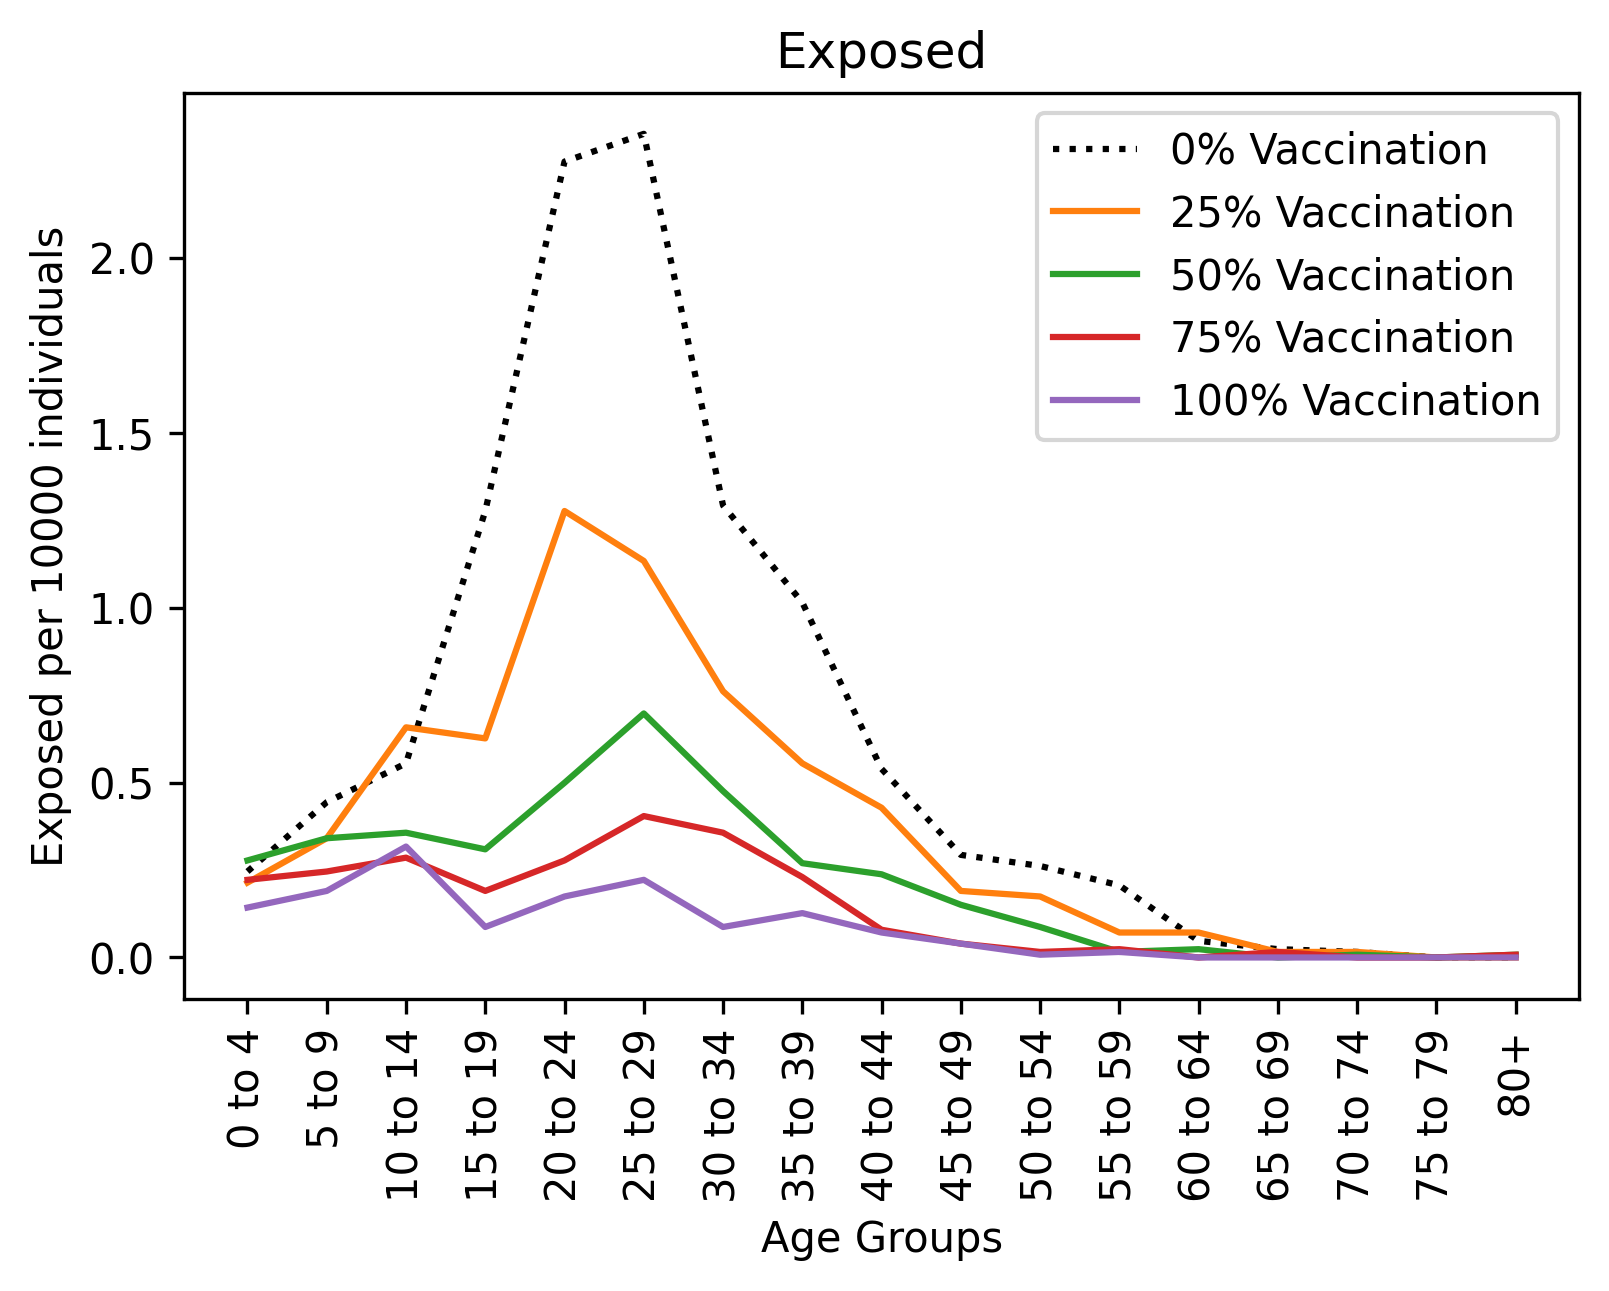 Exposed
Exposed per 10000 individuals
2.0
1.5
1.0
0.5
0.0
0% Vaccination
25% Vaccination
50% Vaccination
75% Vaccination
100% Vaccination
0 to 4
5 to 9
10 to 14
15 to 19
20 to 24
25 to 29
30 to 34
35 to 39
40 to 44
45 to 49
50 to 54
55 to 59
60 to 64
65 to 69
70 to 74
75 to 79
80+
Age Groups